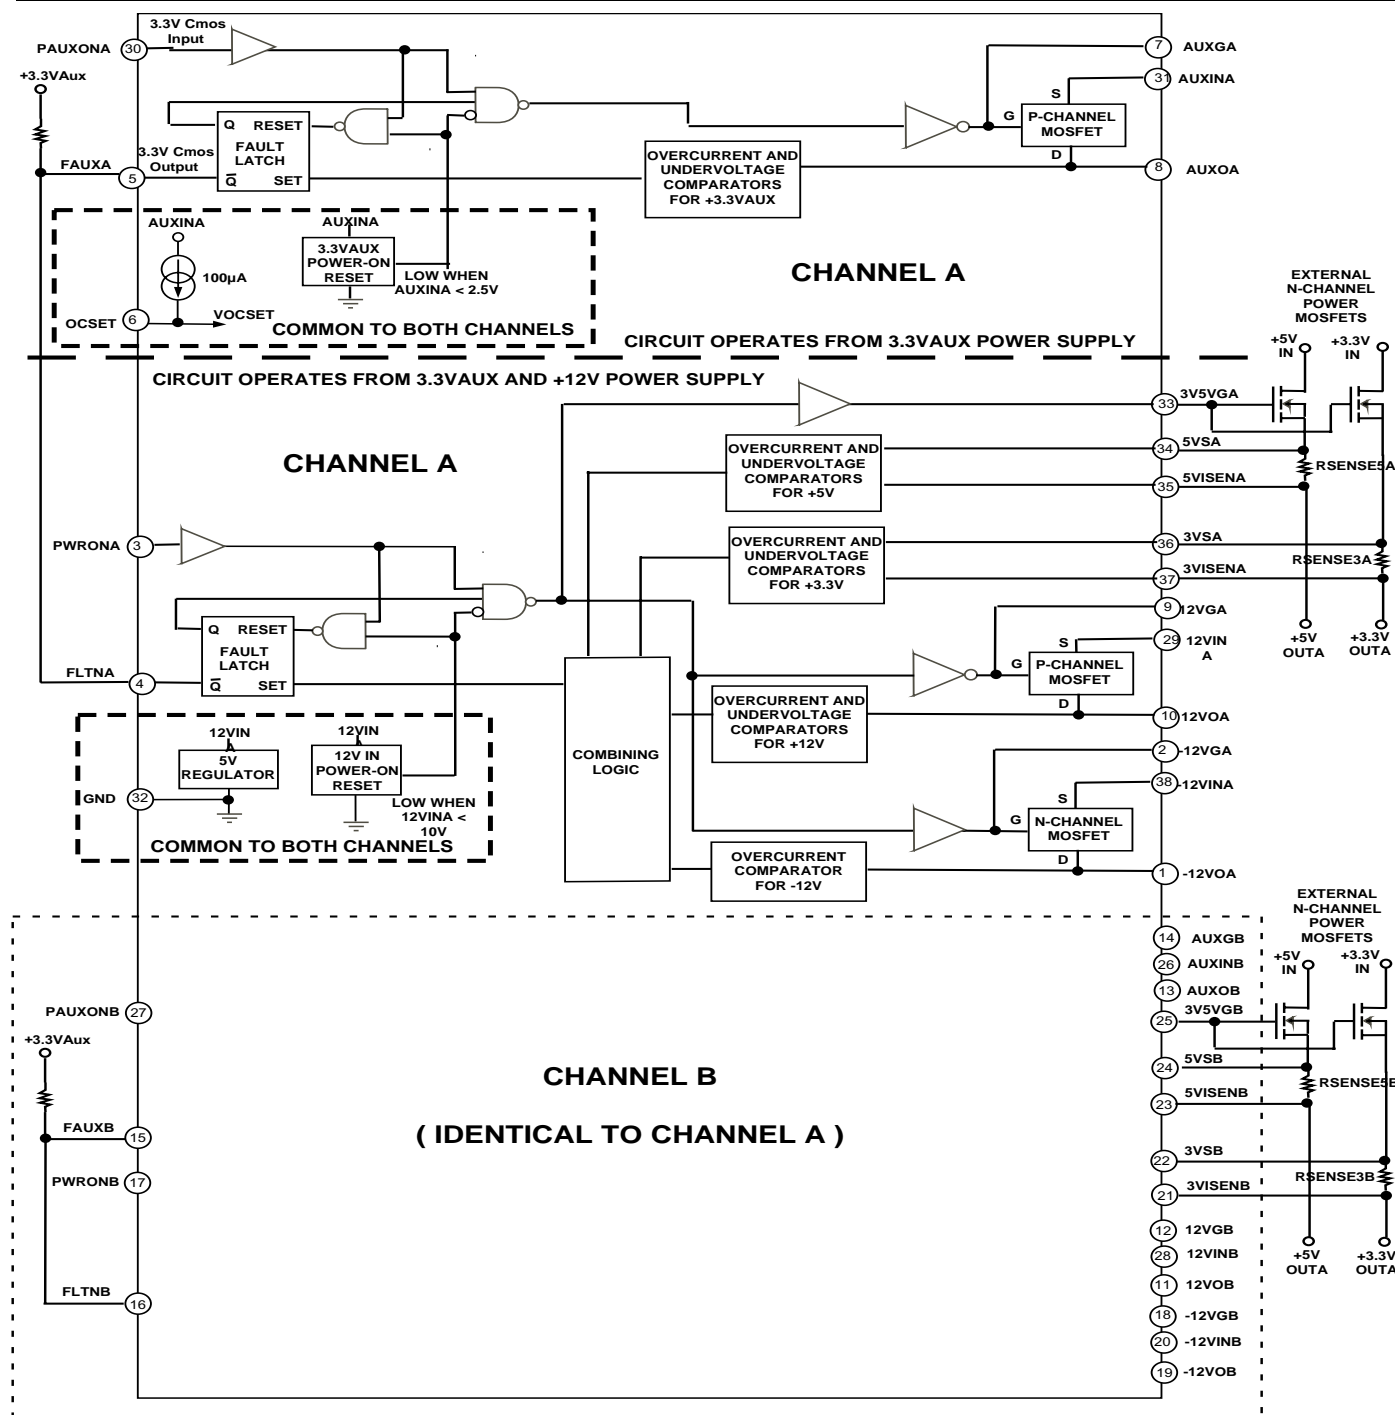 3.3V Cmos
Input
PAUXONA
30
+3.3VAux
7
AUXGA
31
AUXINA
S
G
P-CHANNEL
MOSFET
D
Q
RESET
FAULT
LATCH
Q
SET
3.3V Cmos
Output
FAUXA
5
OVERCURRENT AND
UNDERVOLTAGE
COMPARATORS
FOR +3.3VAUX
8
AUXOA
AUXINA
100µA
AUXINA
3.3VAUX
POWER-ON
RESET
LOW WHEN
AUXINA < 2.5V
OCSET
6
VOCSET
COMMON TO BOTH CHANNELS
CHANNEL A
CIRCUIT OPERATES FROM 3.3VAUX POWER SUPPLY
EXTERNAL
N-CHANNEL
POWER
MOSFETS
+5V
IN
+3.3V
IN
CIRCUIT OPERATES FROM 3.3VAUX AND +12V POWER SUPPLY
33
3V5VGA
CHANNEL A
OVERCURRENT AND
UNDERVOLTAGE
COMPARATORS
FOR +5V
34
5VSA
RSENSE5A
35
5VISENA
PWRONA
3
OVERCURRENT AND
UNDERVOLTAGE
COMPARATORS
FOR +3.3V
36
3VSA
RSENSE3A
37
3VISENA
9
12VGA
29
12VIN
A
+5V
OUTA
+3.3V
OUTA
Q
RESET
FAULT
LATCH
Q
SET
FLTNA
4
S
G
P-CHANNEL
MOSFET
D
OVERCURRENT AND
UNDERVOLTAGE
COMPARATORS
FOR +12V
10
12VOA
COMBINING
LOGIC
2
-12VGA
12VIN
A
5V
REGULATOR
12VIN
A
12V IN
POWER-ON
RESET
GND
32
LOW WHEN
12VINA <
10V
COMMON TO BOTH CHANNELS
38
-12VINA
S
G
N-CHANNEL
MOSFET
D
OVERCURRENT
COMPARATOR
FOR -12V
1
-12VOA
EXTERNAL
N-CHANNEL
POWER
MOSFETS
14
AUXGB
26
AUXINB
+5V
IN
+3.3V
IN
13
AUXOB
PAUXONB
27
25
3V5VGB
+3.3VAux
24
5VSB
RSENSE5B
23
5VISENB
CHANNEL B
( IDENTICAL TO CHANNEL A )
FAUXB
15
PWRONB
17
22
3VSB
RSENSE3B
21
3VISENB
12
12VGB
28
12VINB
+5V
OUTA
+3.3V
OUTA
11
12VOB
FLTNB
16
18
-12VGB
20
-12VINB
19
-12VOB